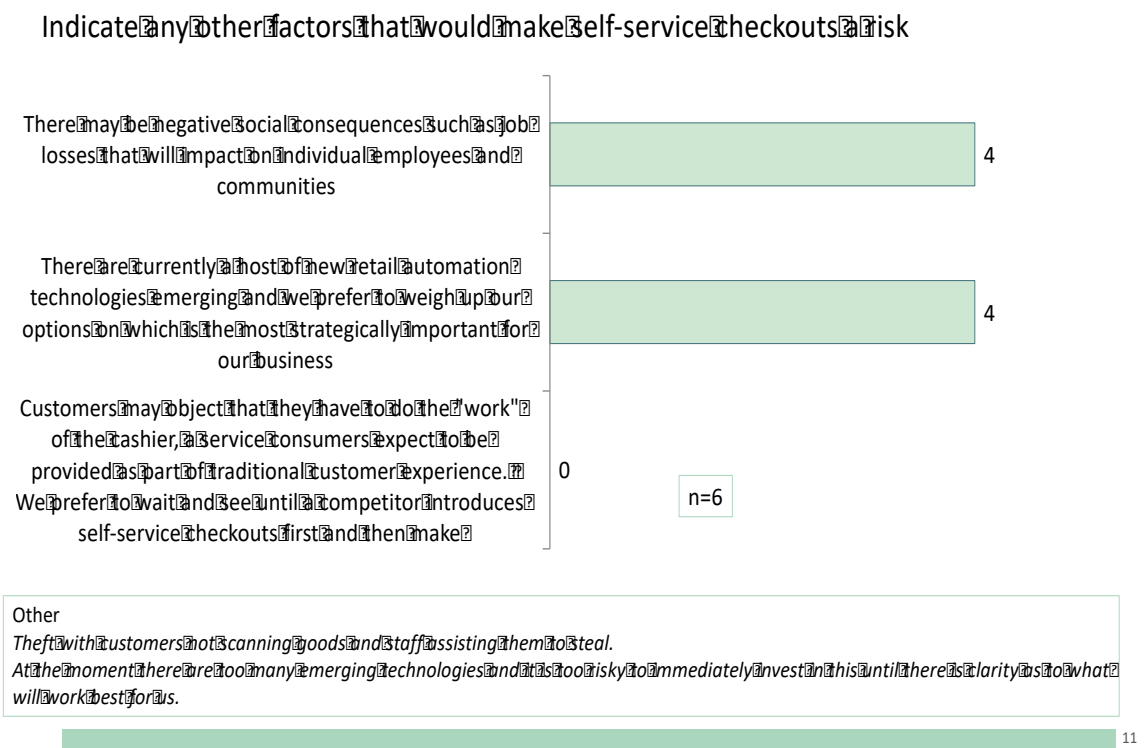 Indicate any other factors that would make self-service checkouts a risk
There may be negative social consequences such as job
losses that will impact on individual employees and
communities
4
There are currently a host of new retail automation
technologies emerging and we prefer to weigh up our
options on which is the most strategically important for
our business
4
Customers may object that they have to do the "work"
of the cashier, a service consumers expect to be
provided as part of traditional customer experience.
We prefer to wait and see until a competitor introduces
self-service checkouts first and then make
0
n=6
Other
Theft with customers not scanning goods and staff assisting them to steal.
At the moment there are too many emerging technologies and it is too risky to immediately invest in this until there is clarity as to what
will work best for us.
11